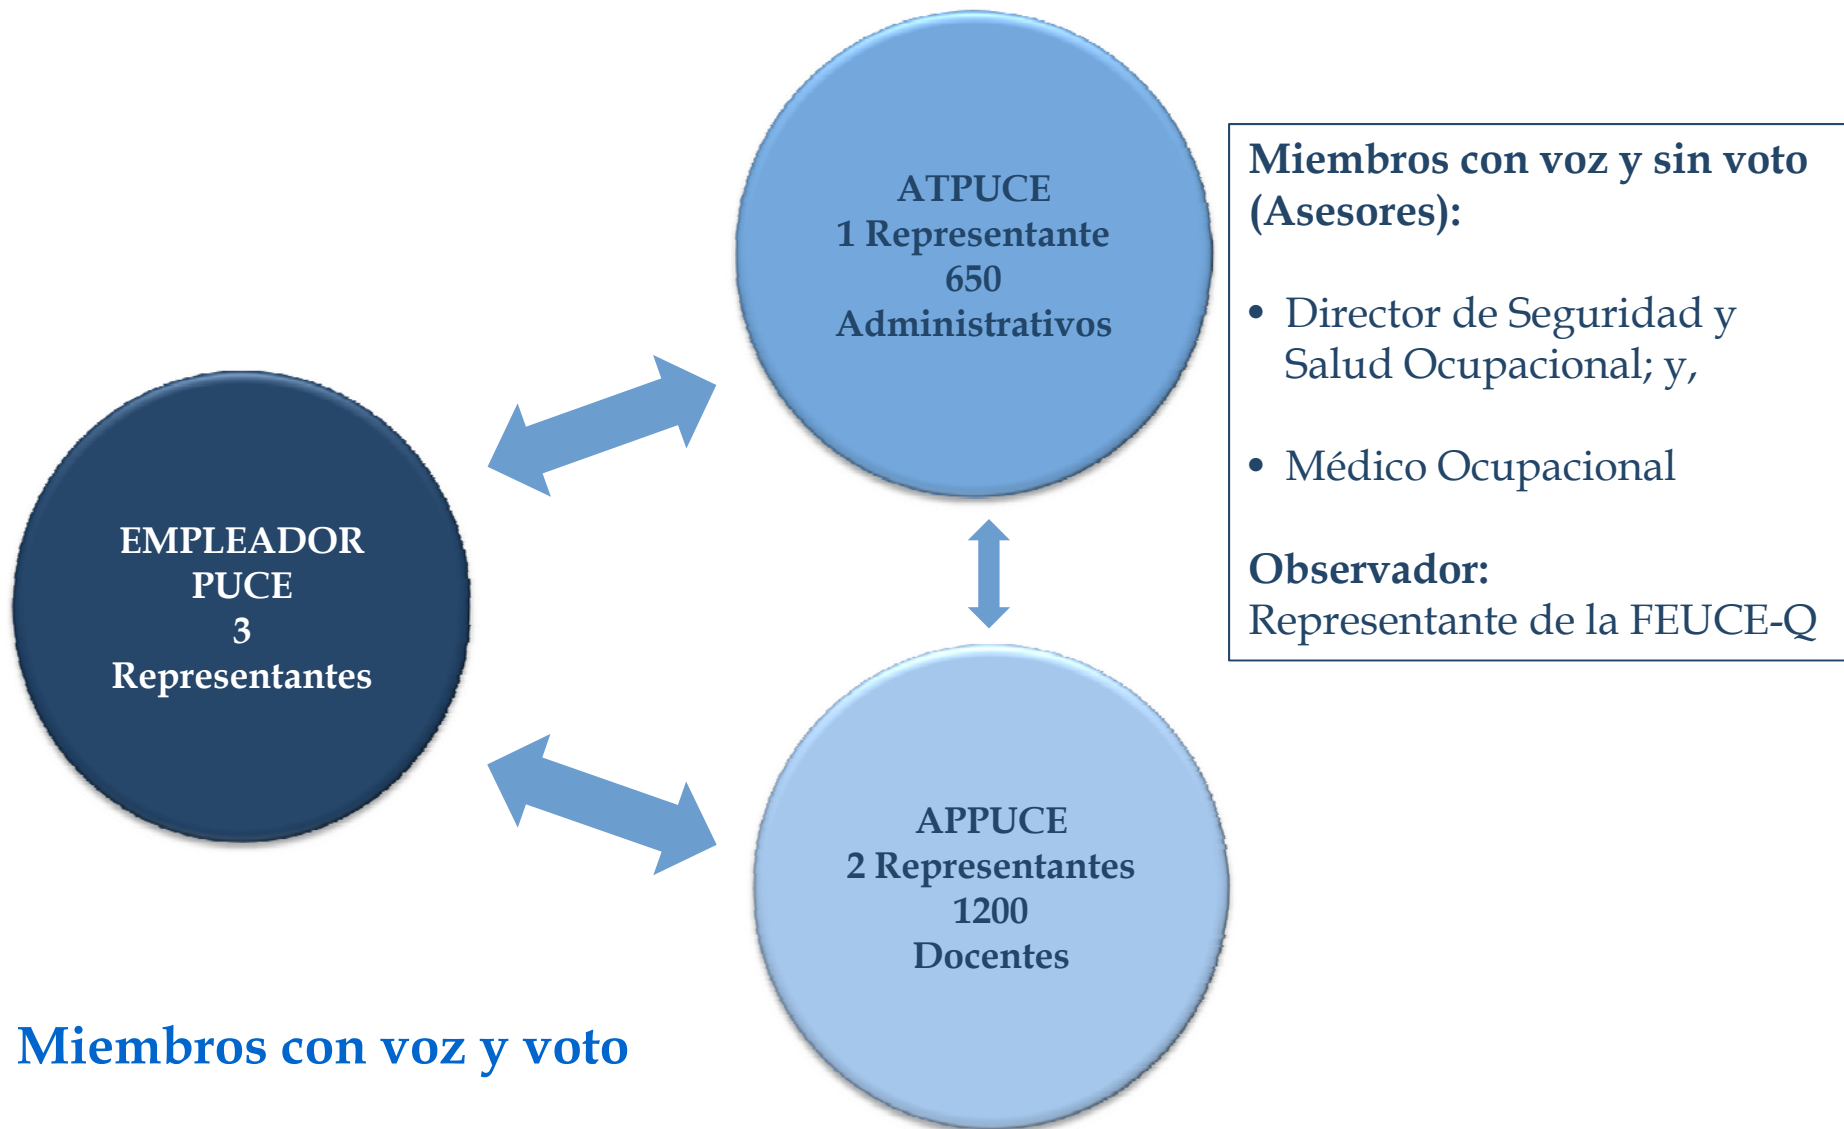 ATPUCE
1 Representante
650
Administrativos
Miembros con voz y sin voto
(Asesores):
• Director de Seguridad y
Salud Ocupacional; y,
• Médico Ocupacional
Observador:
Representante de la FEUCE-Q
EMPLEADOR
PUCE
3
Representantes
APPUCE
2 Representantes
1200
Docentes
Miembros con voz y voto